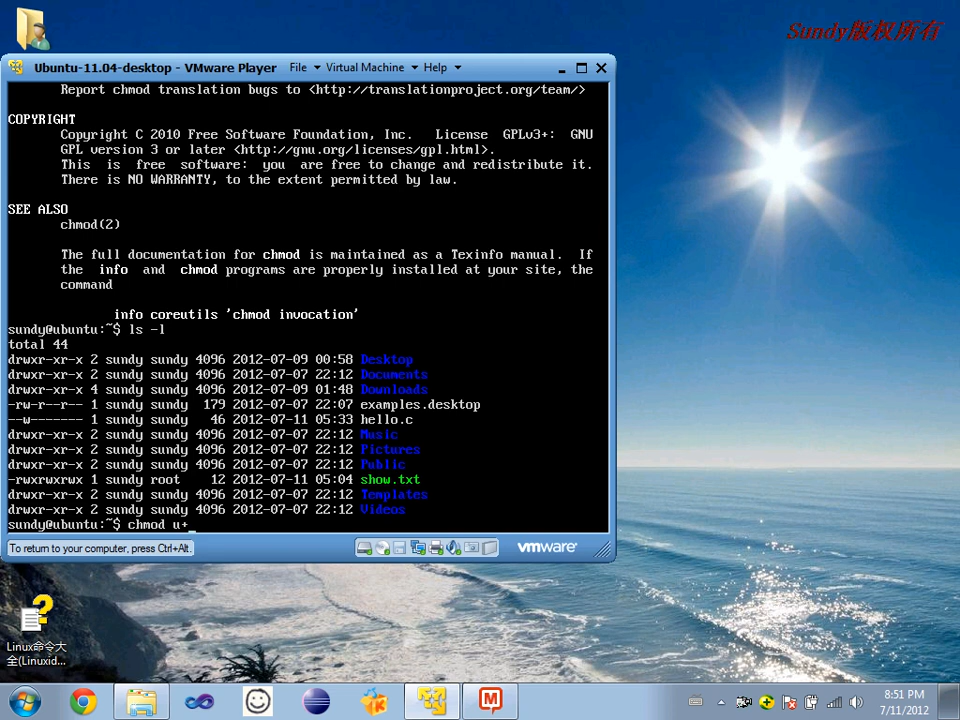 Sundy版权所有
Ubuntu-11.04-desktop - VMware Player File Virtual Machine Help
Report chmod translation bugs to <http://translationproject.org/team/>
COPYRIGHT
Copyright C 2010 Free Software Foundation, Inc. License GPLv3+: GNU
GPL version 3 or later <http://gnu.org/licenses/gpl.html>.
This is free software: you are free to change and redistribute it.
There is NO WARRANTY, to the extent permitted by law.
SEE ALSO
chmod(2)
The full documentation for chmod is maintained as a Texinfo manual. If
the info and chmod programs are properly installed at your site, the
command
info coreutils 'chmod invocation'
sundy@ubuntu:~$ ls -l
total 44
drwxr-xr-x 2 sundy sundy 4096 2012-07-09 00:58 Desktop
drwxr-xr-x 2 sundy sundy 4096 2012-07-07 22:12 Documents
drwxr-xr-x 4 sundy sundy 4096 2012-07-09 01:48 Downloads
-rw-r--r-- 1 sundy sundy 179 2012-07-07 22:07 examples.desktop
--w------- 1 sundy sundy 46 2012-07-11 05:33 hello.c
drwxr-xr-x 2 sundy sundy 4096 2012-07-07 22:12 Music
drwxr-xr-x 2 sundy sundy 4096 2012-07-07 22:12 Pictures
drwxr-xr-x 2 sundy sundy 4096 2012-07-07 22:12 Public
-rwxrwxrwx 1 sundy root 12 2012-07-11 05:04 show.txt
drwxr-xr-x 2 sundy sundy 4096 2012-07-07 22:12 Templates
drwxr-xr-x 2 sundy sundy 4096 2012-07-07 22:12 Videos
sundy@ubuntu:~$ chmod u+_
To return to your computer, press Ctrl+Alt.
vmware
Linux命令大
全(Linuxid...
8:51 PM
7/11/2012